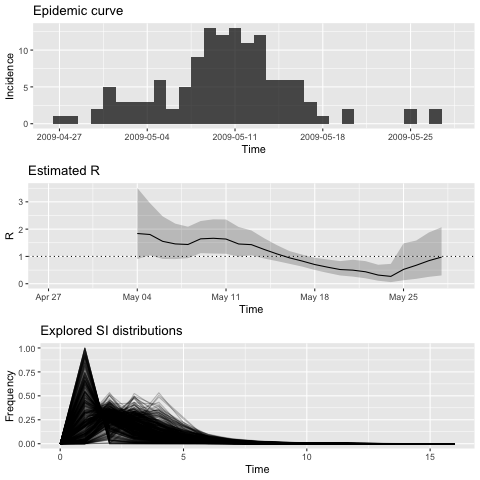 Epidemic curve
10
5
0
Incidence
2009-04-27 2009-05-04 2009-05-11 2009-05-18 2009-05-25
Time
Estimated R
3
2
1
0
R
Apr 27 May 04 May 11 May 18 May 25
Time
Explored SI distributions
1.00
0.75
0.50
0.25
0.00
Frequency
0 5 10 15
Time